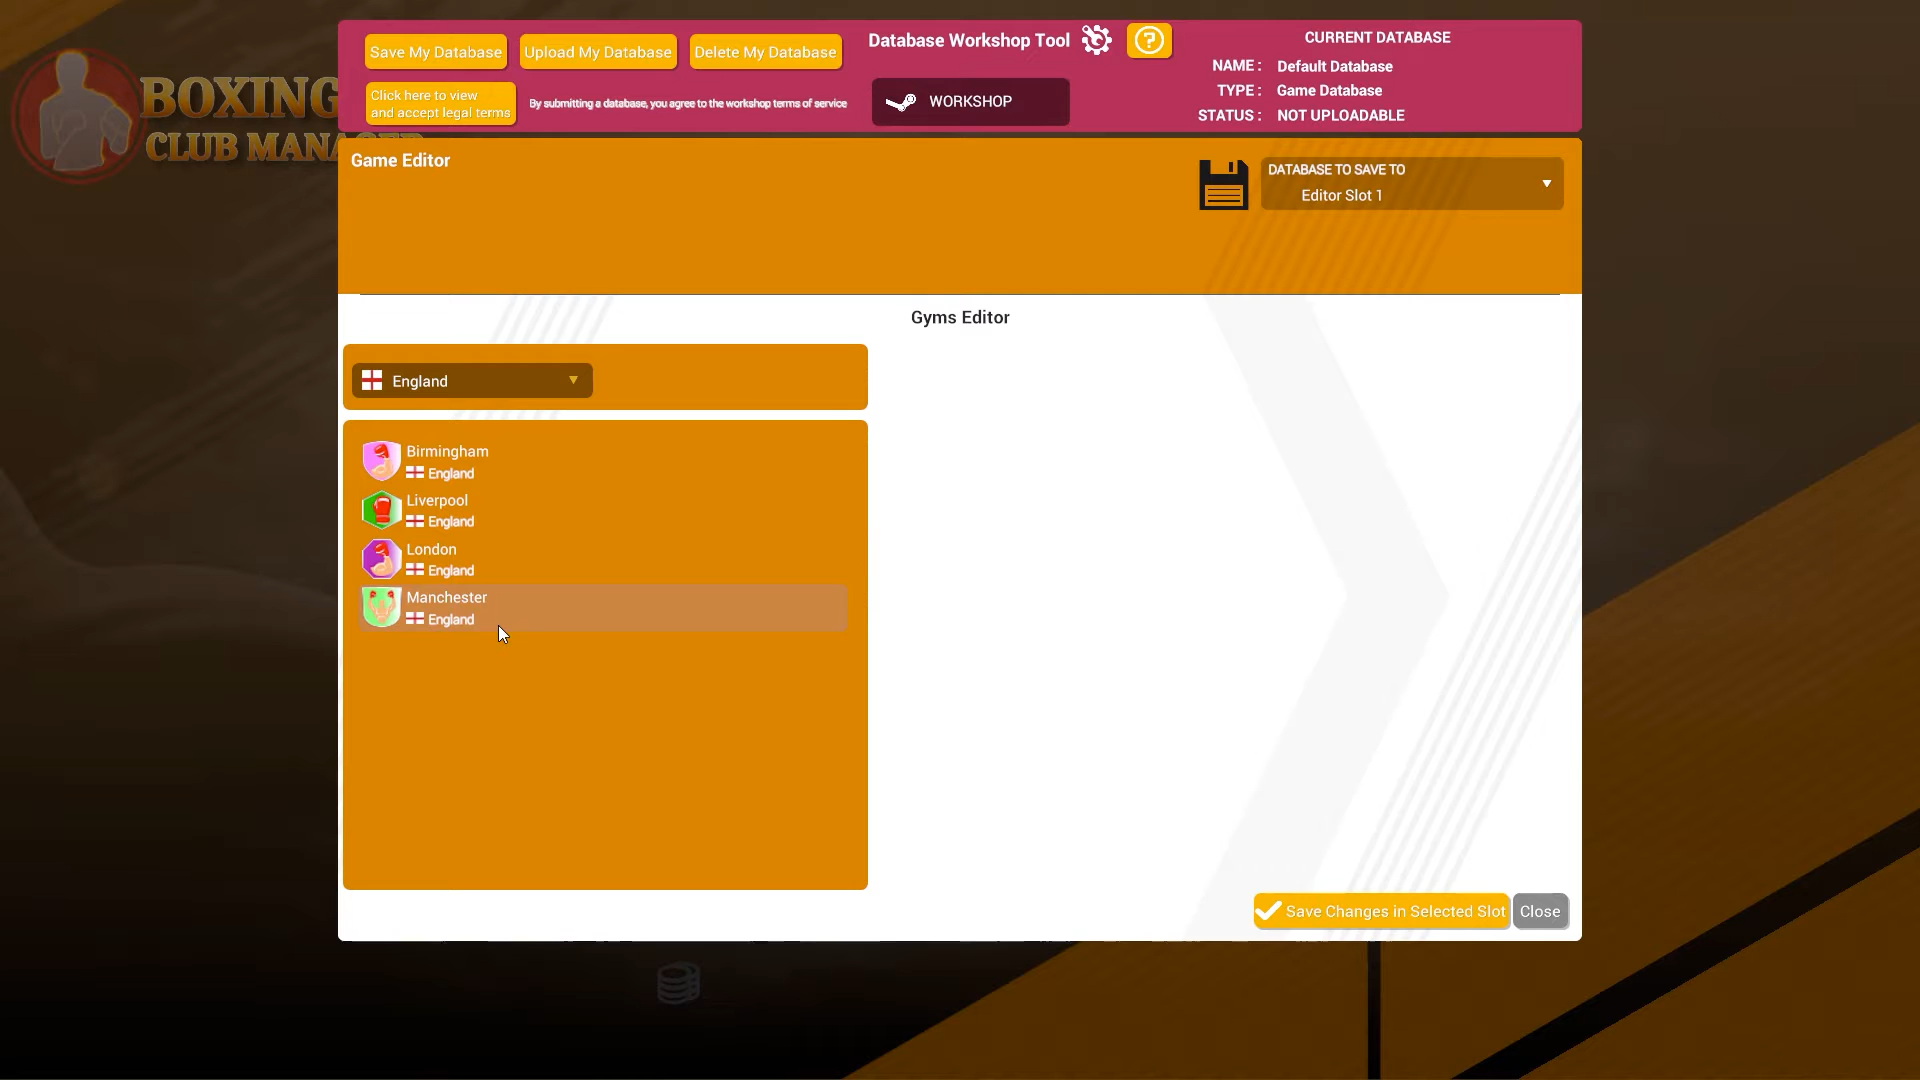 BOXING
CLUB MANA
Save My Database
Upload My Database
Delete My Database
Click here to view
and accept legal terms
By submitting a database, you agree to the workshop terms of service
Database Workshop Tool
?
WORKSHOP
CURRENT DATABASE
NAME : Default Database
TYPE : Game Database
STATUS : NOT UPLOADABLE
Game Editor
DATABASE TO SAVE TO
Editor Slot 1
Gyms Editor
England
Birmingham
England
Liverpool
England
London
England
Manchester
England
Save Changes in Selected Slot
Close